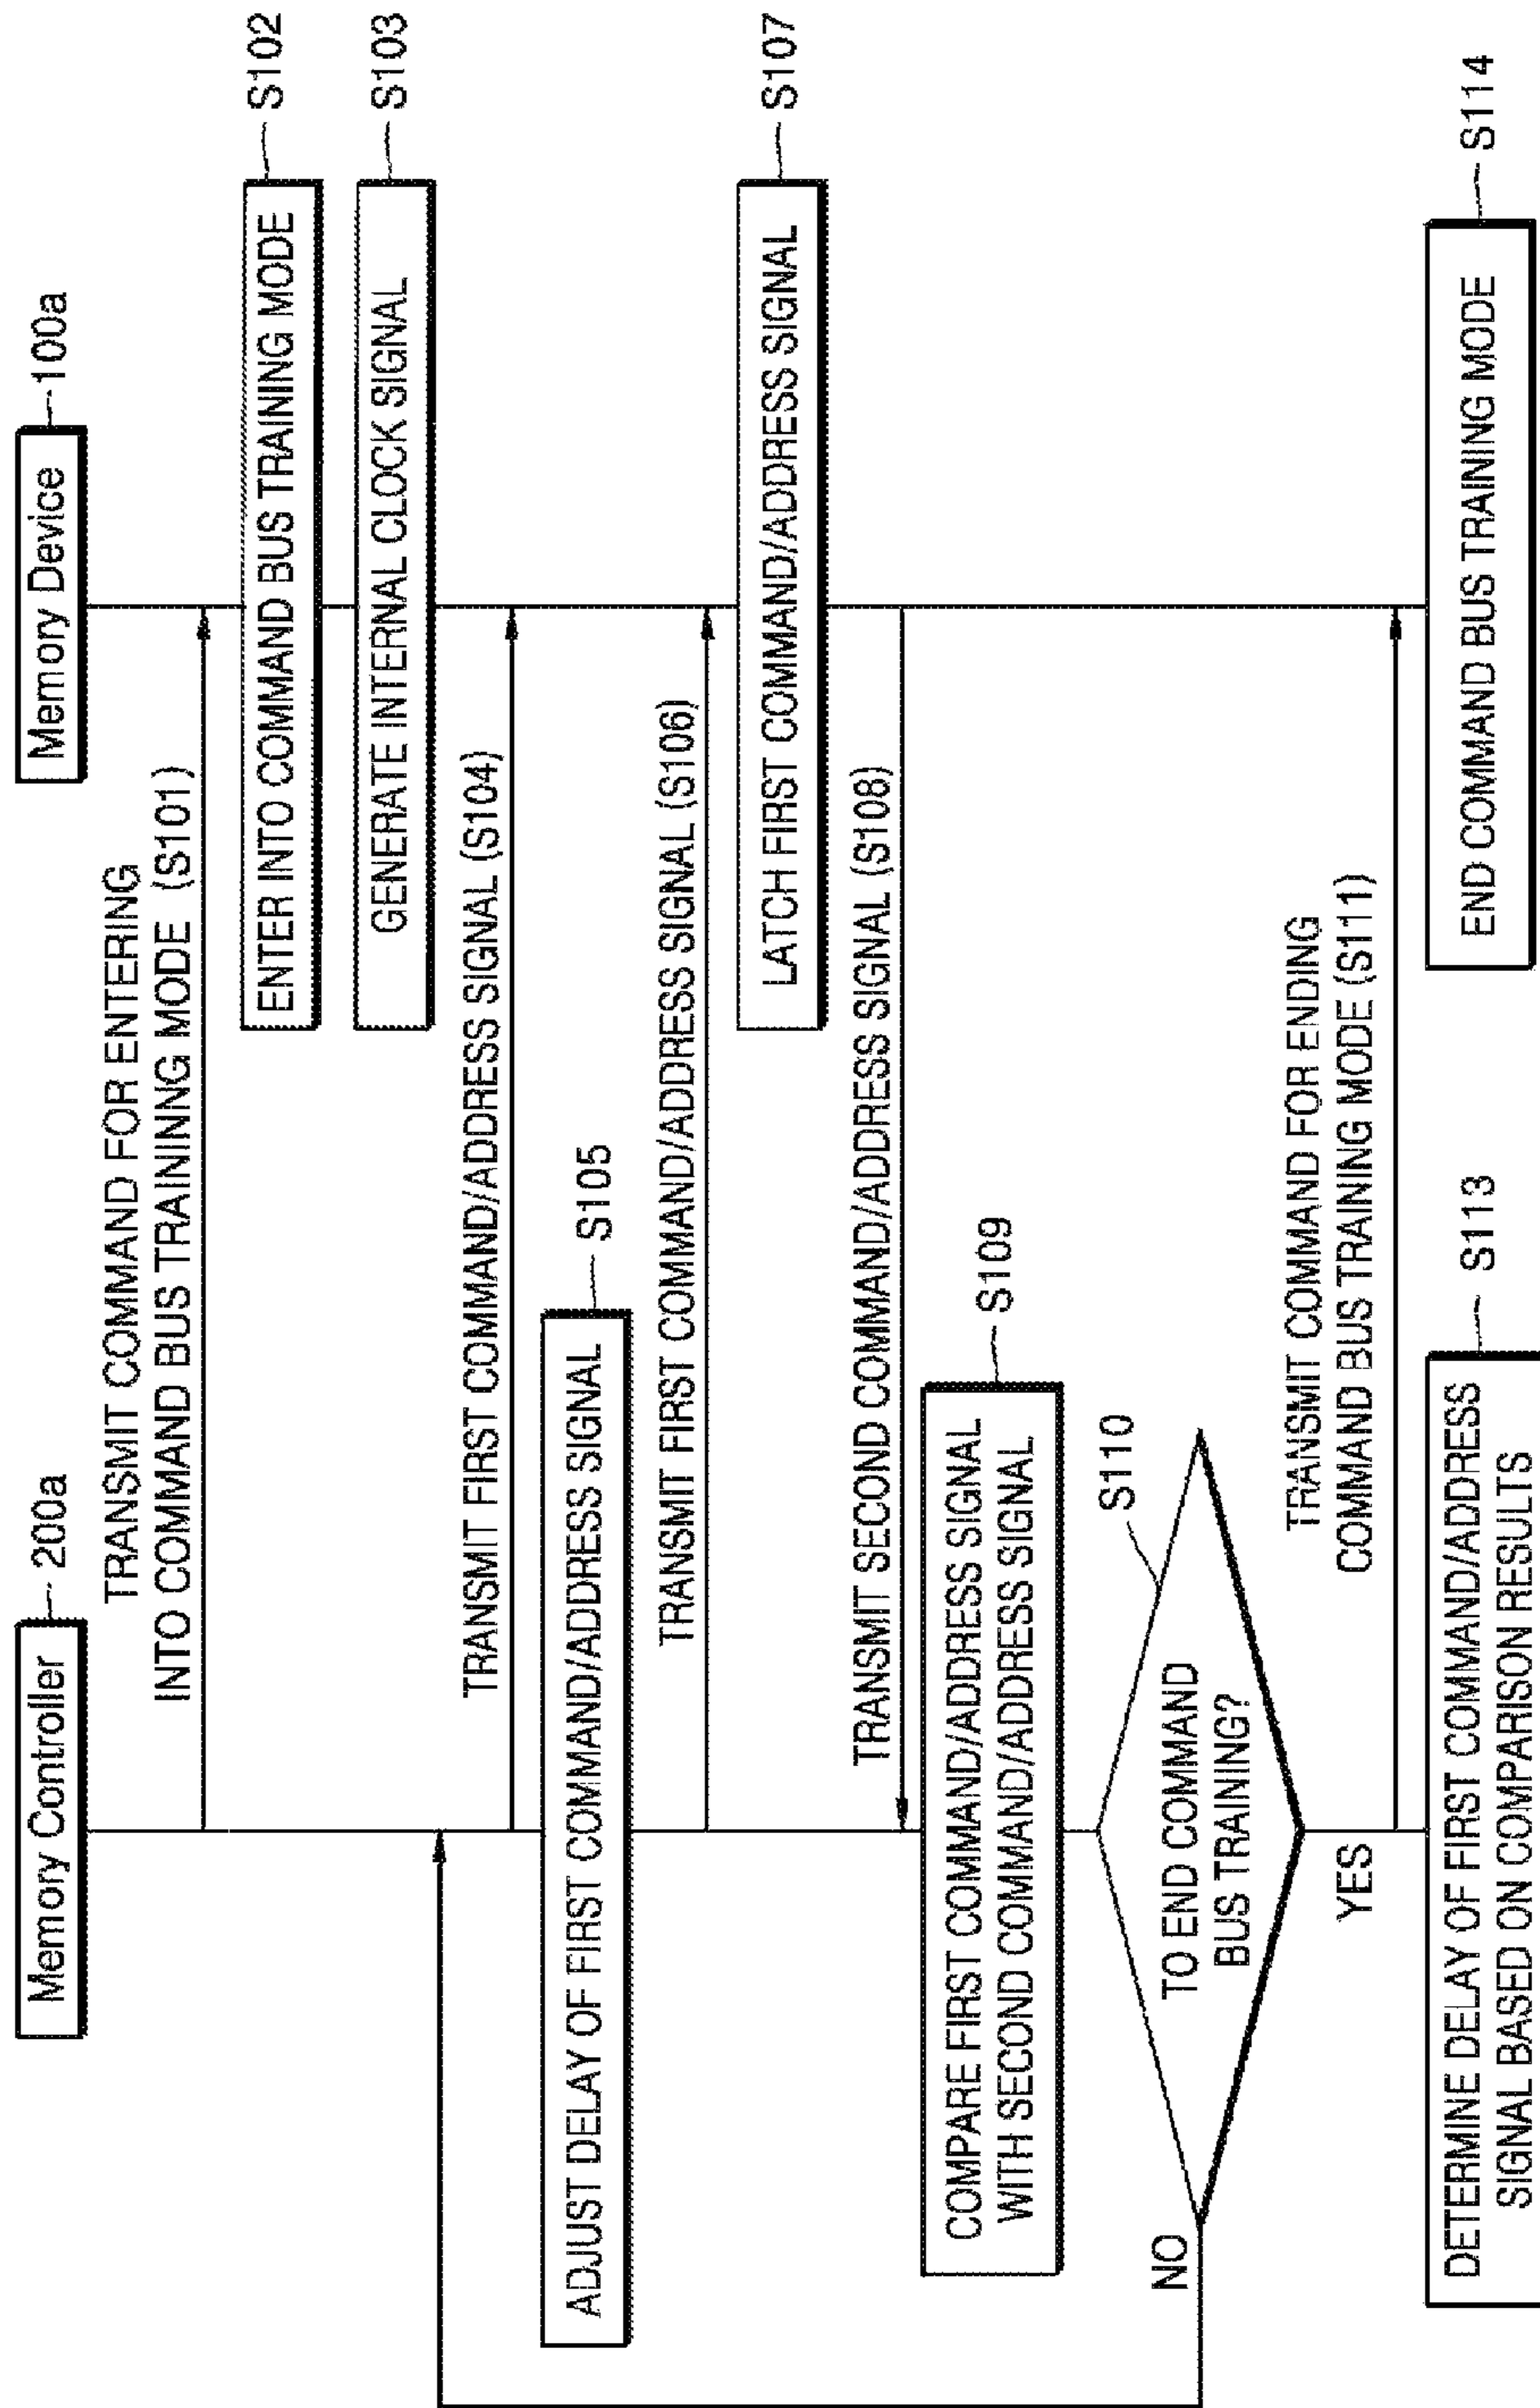 Memory Controller
200a
Memory Device
100a
TRANSMIT COMMAND FOR ENTERING
INTO COMMAND BUS TRAINING MODE (S101)
ENTER INTO COMMAND BUS TRAINING MODE
S102
GENERATE INTERNAL CLOCK SIGNAL
S103
TRANSMIT FIRST COMMAND/ADDRESS SIGNAL (S104)
ADJUST DELAY OF FIRST COMMAND/ADDRESS SIGNAL
S105
TRANSMIT FIRST COMMAND/ADDRESS SIGNAL (S106)
LATCH FIRST COMMAND/ADDRESS SIGNAL
S107
TRANSMIT SECOND COMMAND/ADDRESS SIGNAL (S108)
COMPARE FIRST COMMAND/ADDRESS SIGNAL
WITH SECOND COMMAND/ADDRESS SIGNAL
S109
S110
NO
TO END COMMAND
BUS TRAINING?
TRANSMIT COMMAND FOR ENDING
COMMAND BUS TRAINING MODE (S111)
YES
DETERMINE DELAY OF FIRST COMMAND/ADDRESS
SIGNAL BASED ON COMPARISON RESULTS
S113
END COMMAND BUS TRAINING MODE
S114